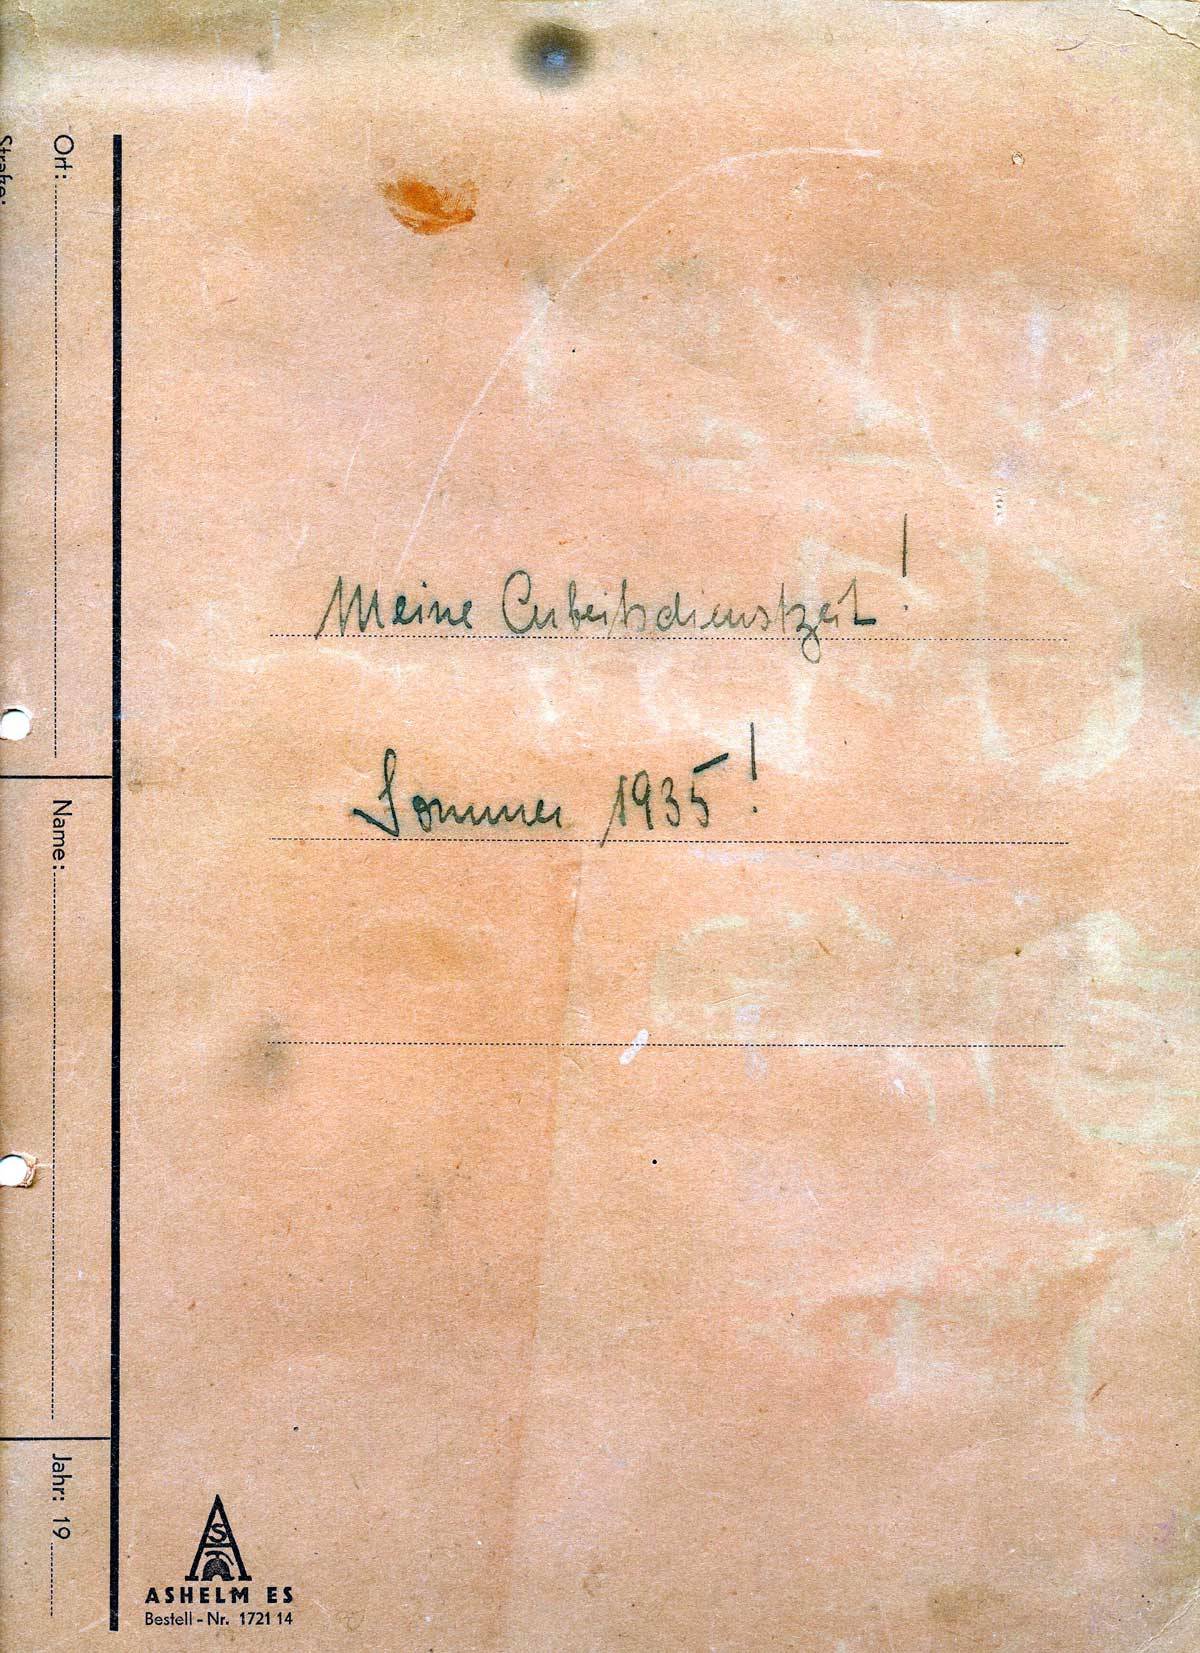 Straße:
Ort:
Name:
Jahr: 19
Meine Arbeitsdienstzeit!
Sommer 1935!
ASHELM ES
Bestell-Nr. 1721 14